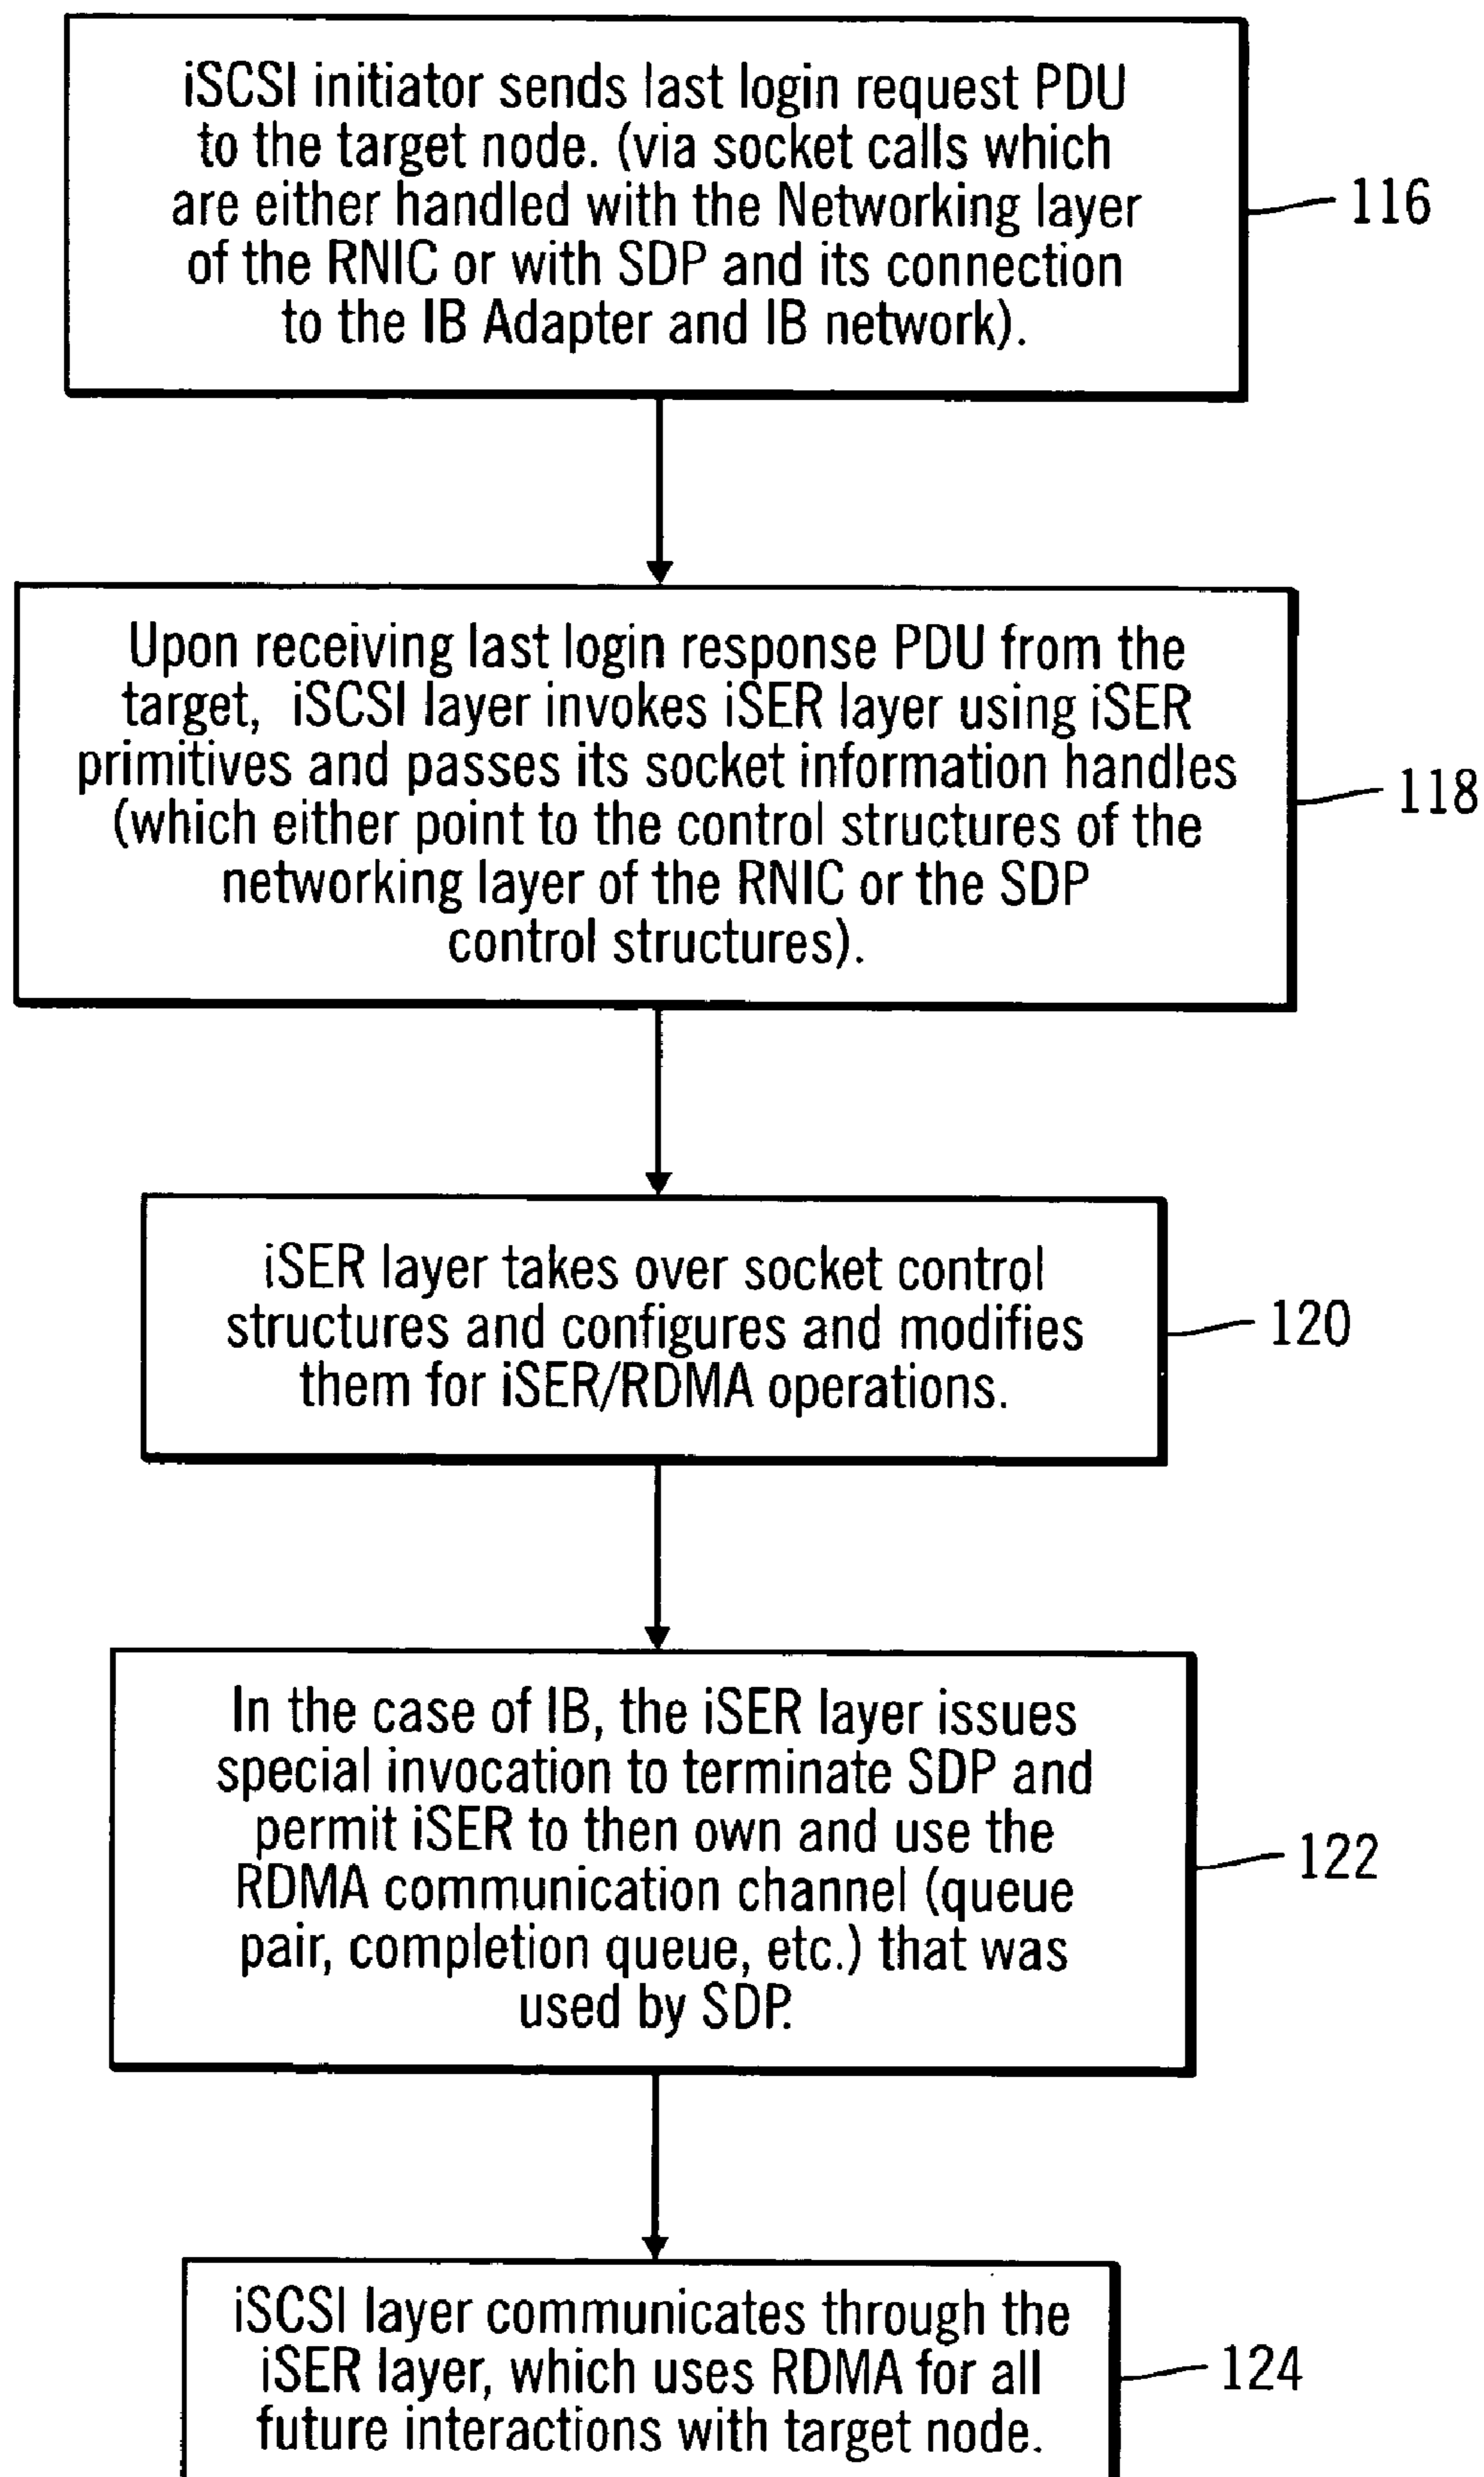 iSCSI initiator sends last login request PDU
to the target node. (via socket calls which
are either handled with the Networking layer
of the RNIC or with SDP and its connection
to the IB Adapter and IB network).
116
Upon receiving last login response PDU from the
target, iSCSI layer invokes iSER layer using iSER
primitives and passes its socket information handles
(which either point to the control structures of the
networking layer of the RNIC or the SDP
control structures).
118
iSER layer takes over socket control
structures and configures and modifies
them for iSER/RDMA operations.
120
In the case of IB, the iSER layer issues
special invocation to terminate SDP and
permit iSER to then own and use the
RDMA communication channel (queue
pair, completion queue, etc.) that was
used by SDP.
122
iSCSI layer communicates through the
iSER layer, which uses RDMA for all
future interactions with target node.
124